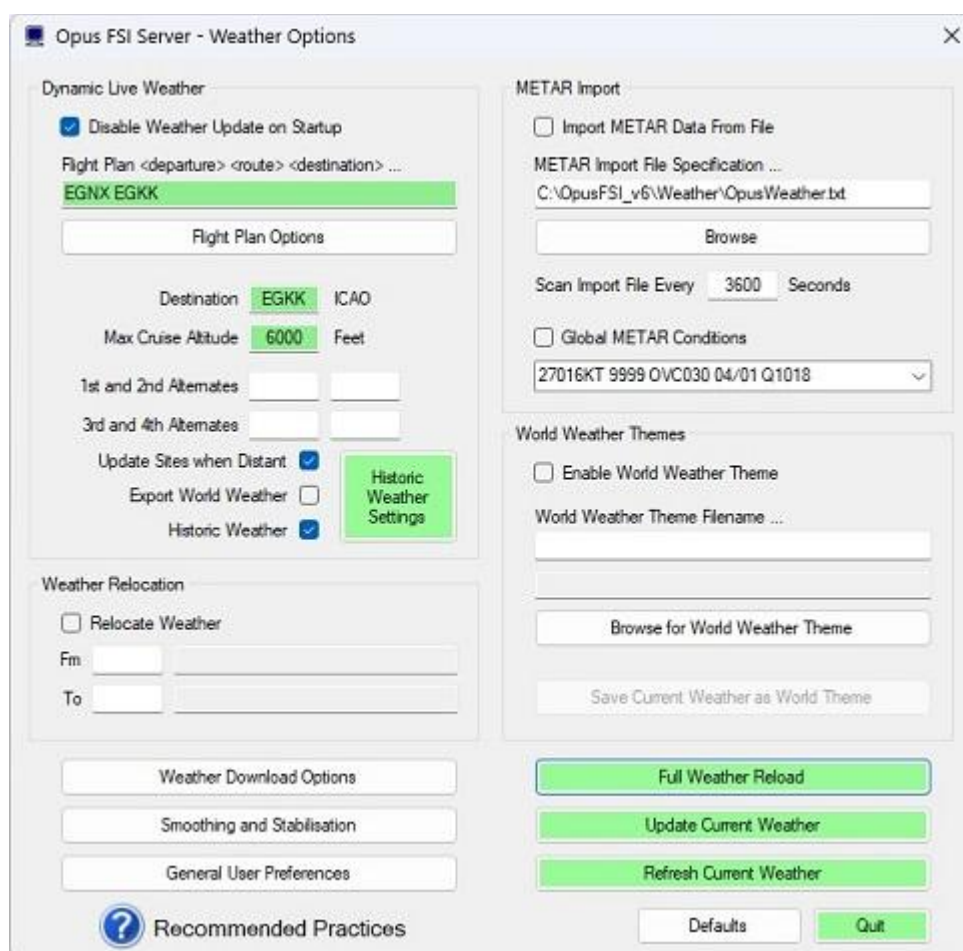 Opus FSI Server - Weather Options
Dynamic Live Weather
Disable Weather Update on Startup
Flight Plan <departure> <route> <destination> ...
EGNX EGKK
Flight Plan Options
Destination EGKK ICAO
Max Cruise Altitude 6000 Feet
1st and 2nd Alternates
3rd and 4th Alternates
Update Sites when Distant
Export World Weather
Historic Weather
Historic
Weather
Settings
Weather Relocation
Relocate Weather
Fm
To
Weather Download Options
Smoothing and Stabilisation
General User Preferences
? Recommended Practices
METAR Import
Import METAR Data From File
METAR Import File Specification ...
C:\OpusFSI_v6\Weather\OpusWeather.txt
Browse
Scan Import File Every 3600 Seconds
Global METAR Conditions
27016KT 9999 OVC030 04/01 Q1018
World Weather Themes
Enable World Weather Theme
World Weather Theme Filename ...
Browse for World Weather Theme
Save Current Weather as World Theme
Full Weather Reload
Update Current Weather
Refresh Current Weather
Defaults
Quit